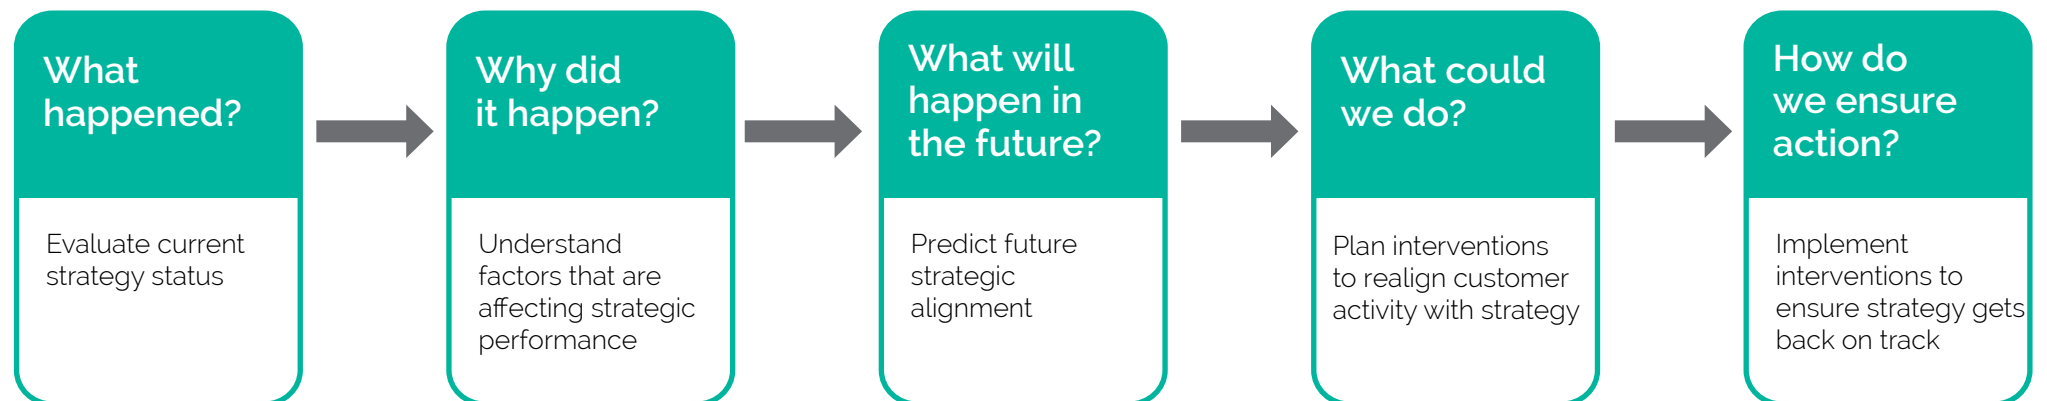 What
happened?
Evaluate current
strategy status
Why did
it happen?
Understand
factors that are
affecting strategic
performance
What will
happen in
the future?
Predict future
strategic
alignment
What could
we do?
Plan interventions
to realign customer
activity with strategy
How do
we ensure
action?
Implement
interventions to
ensure strategy gets
back on track